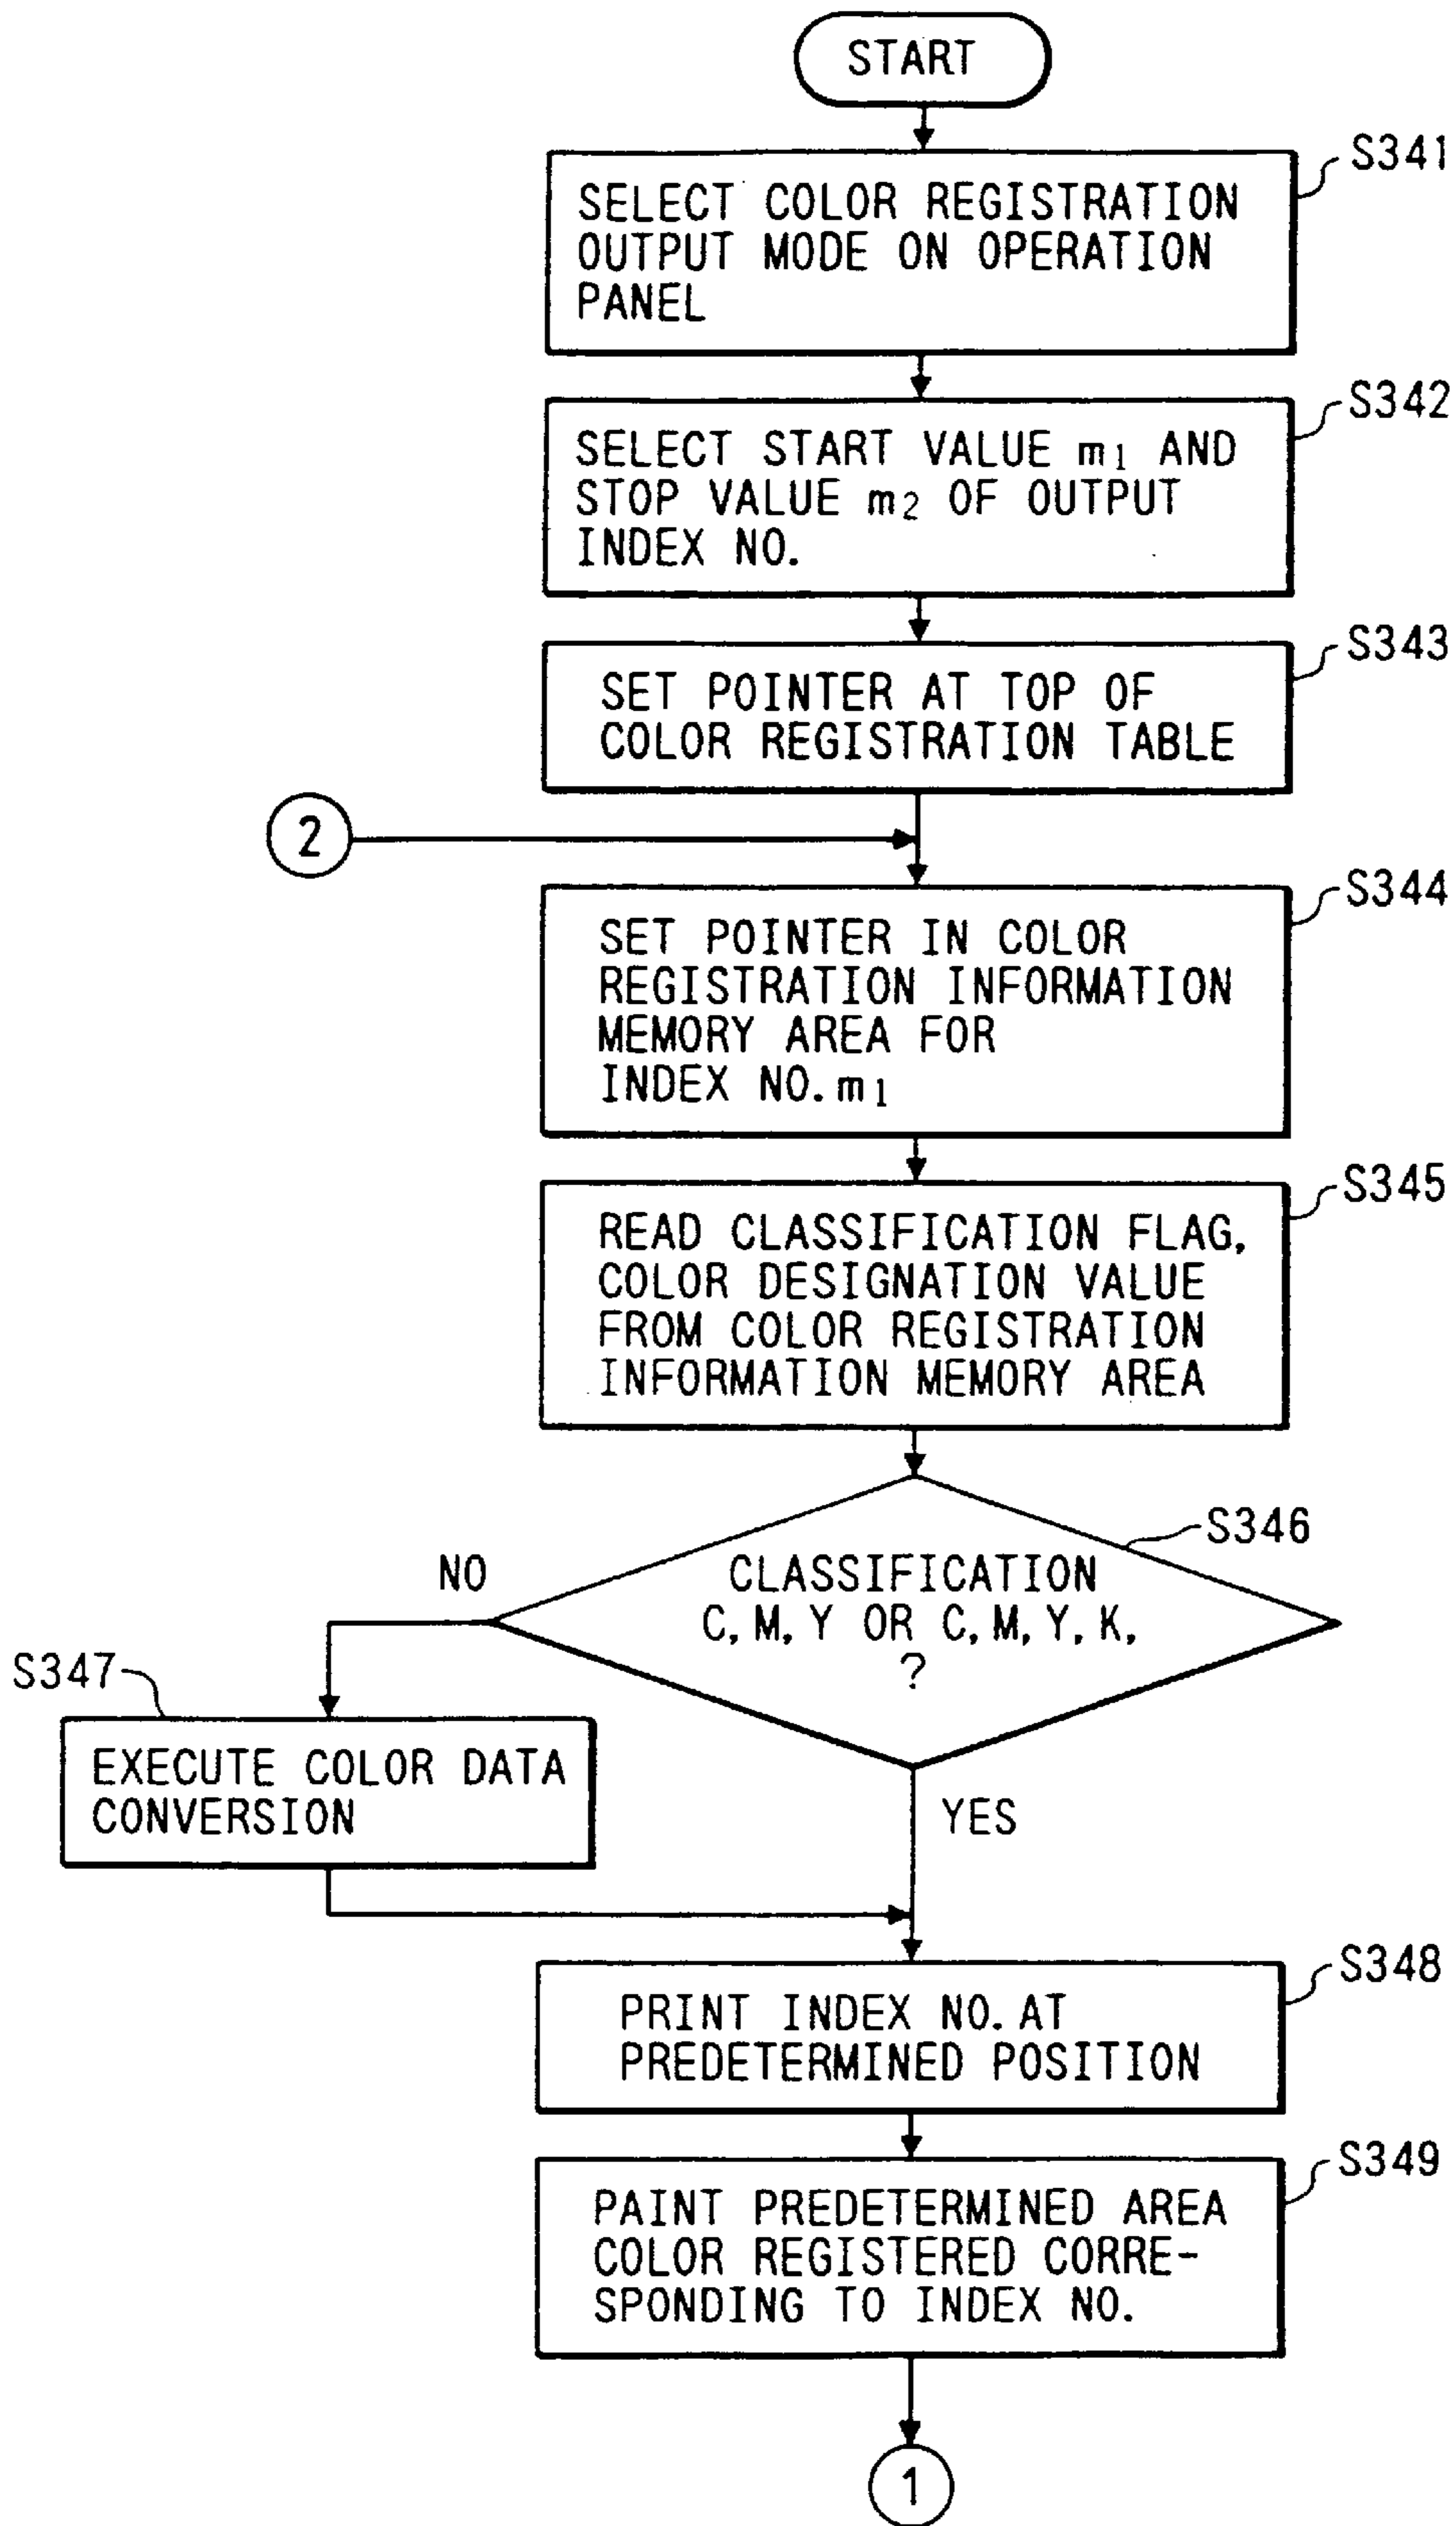 START
S341
SELECT COLOR REGISTRATION
OUTPUT MODE ON OPERATION
PANEL
S342
SELECT START VALUE m₁ AND
STOP VALUE m₂ OF OUTPUT
INDEX NO.
S343
SET POINTER AT TOP OF
COLOR REGISTRATION TABLE
2
S344
SET POINTER IN COLOR
REGISTRATION INFORMATION
MEMORY AREA FOR
INDEX NO. m₁
S345
READ CLASSIFICATION FLAG,
COLOR DESIGNATION VALUE
FROM COLOR REGISTRATION
INFORMATION MEMORY AREA
S346
NO
CLASSIFICATION
C, M, Y OR C, M, Y, K,
?
S347
EXECUTE COLOR DATA
CONVERSION
YES
S348
PRINT INDEX NO. AT
PREDETERMINED POSITION
S349
PAINT PREDETERMINED AREA
COLOR REGISTERED CORRE-
SPONDING TO INDEX NO.
1